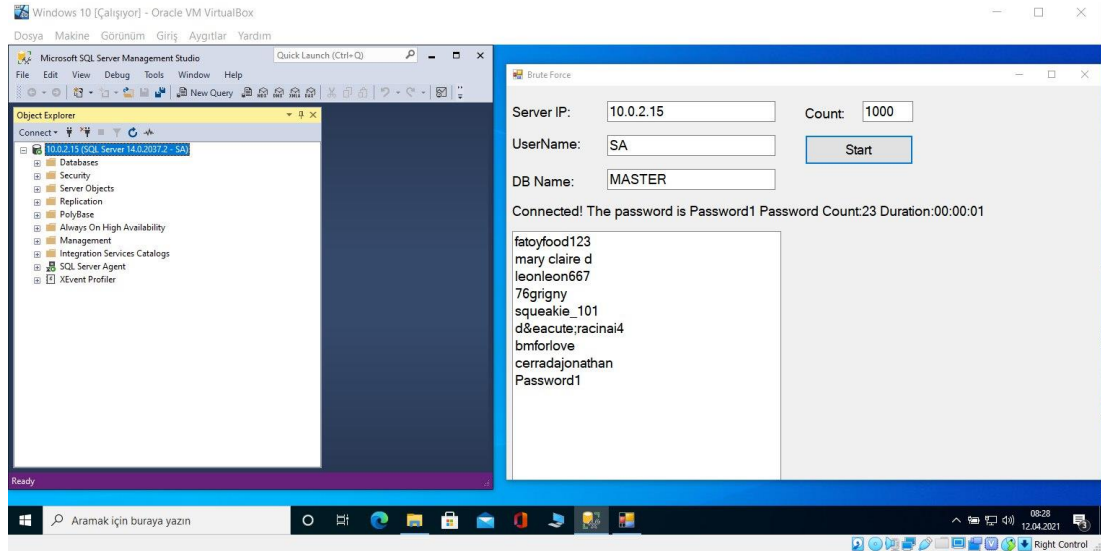 Windows 10 [Çalışıyor] - Oracle VM VirtualBox
Dosya Makine Görünüm Giriş Aygıtlar Yardım
Microsoft SQL Server Management Studio
Quick Launch (Ctrl+Q)
File Edit View Debug Tools Window Help
New Query
Object Explorer
Connect
10.0.2.15 (SQL Server 14.0.2037.2 - SA)
Databases
Security
Server Objects
Replication
PolyBase
Always On High Availability
Management
Integration Services Catalogs
SQL Server Agent
XEvent Profiler
Ready
Brute Force
Server IP: 10.0.2.15 Count: 1000
UserName: SA Start
DB Name: MASTER
Connected! The password is Password1 Password Count:23 Duration:00:00:01
fatoyfood123
mary claire d
leonleon667
76grigny
squeakie_101
d&eacute;racinai4
bmforlove
cerradajonathan
Password1
Aramak için buraya yazın
08:28
12.04.2021
3
Right Control